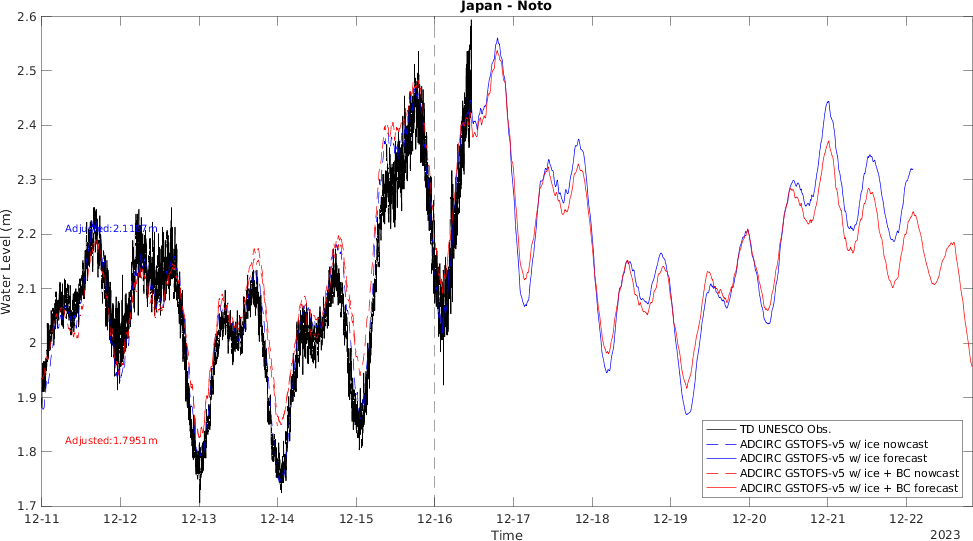 Japan - Noto
2.6
2.5
2.4
2.3
2.2
2.1
2
1.9
1.8
1.7
Water Level (m)
Adjusted:1.7951m
TD UNESCO Obs.
ADCIRC GSTOFS-v5 w/ ice nowcast
ADCIRC GSTOFS-v5 w/ ice forecast
ADCIRC GSTOFS-v5 w/ ice + BC nowcast
ADCIRC GSTOFS-v5 w/ ice + BC forecast
12-11 12-12 12-13 12-14 12-15 12-16 12-17 12-18 12-19 12-20 12-21 12-22
Time
2023